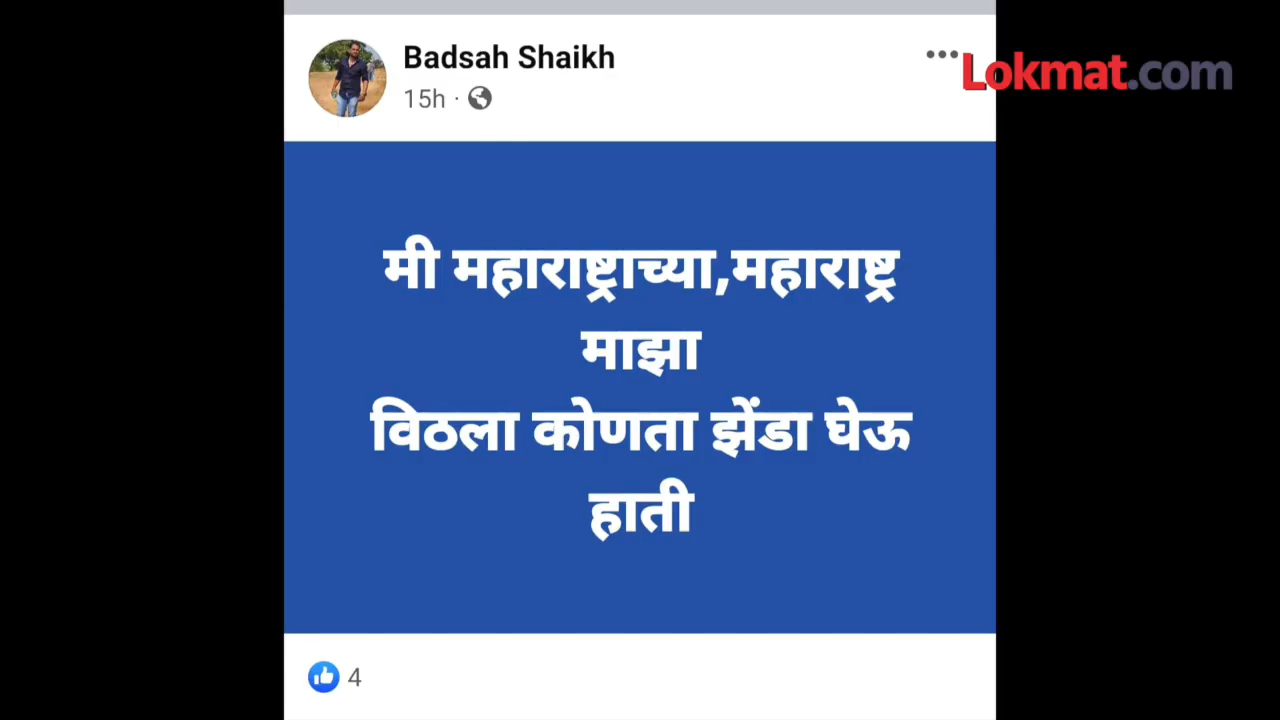 Badsah Shaikh
15h ·
Lokmat.com
मी महाराष्ट्राच्या,महाराष्ट्र
माझा
विठला कोणता झेंडा घेऊ
हाती
4